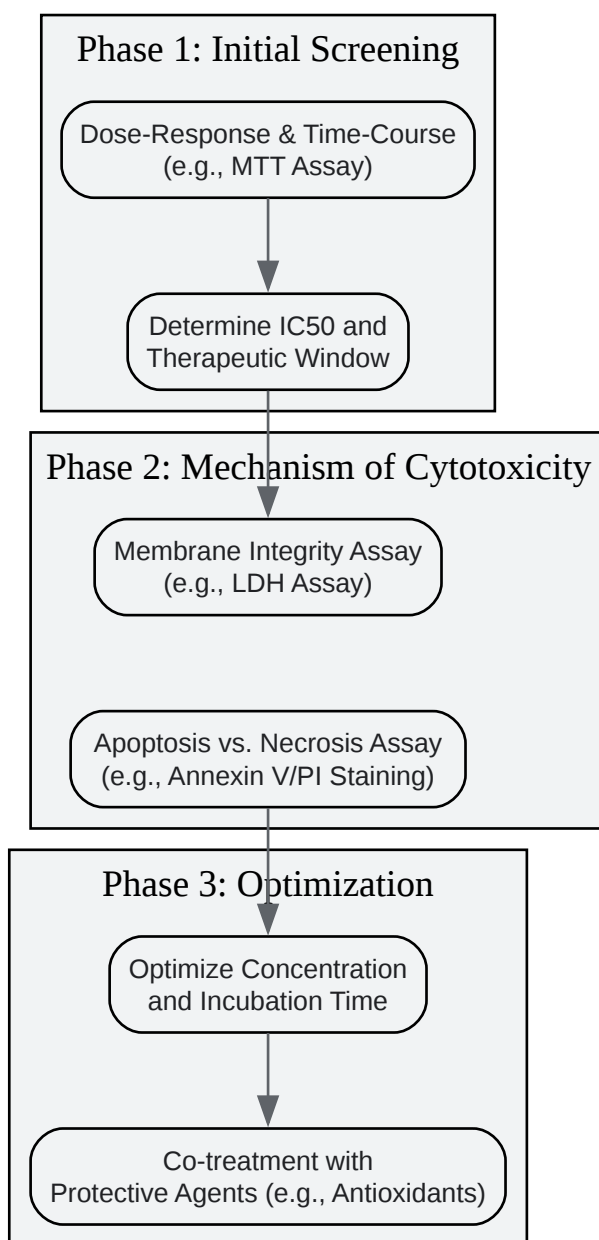 Phase 1: Initial Screening
Dose-Response & Time-Course
(e.g., MTT Assay)
Determine IC50 and
Therapeutic Window
Phase 2: Mechanism of Cytotoxicity
Membrane Integrity Assay
(e.g., LDH Assay)
Apoptosis vs. Necrosis Assay
(e.g., Annexin V/PI Staining)
Phase 3: Optimization
Optimize Concentration
and Incubation Time
Co-treatment with
Protective Agents (e.g., Antioxidants)